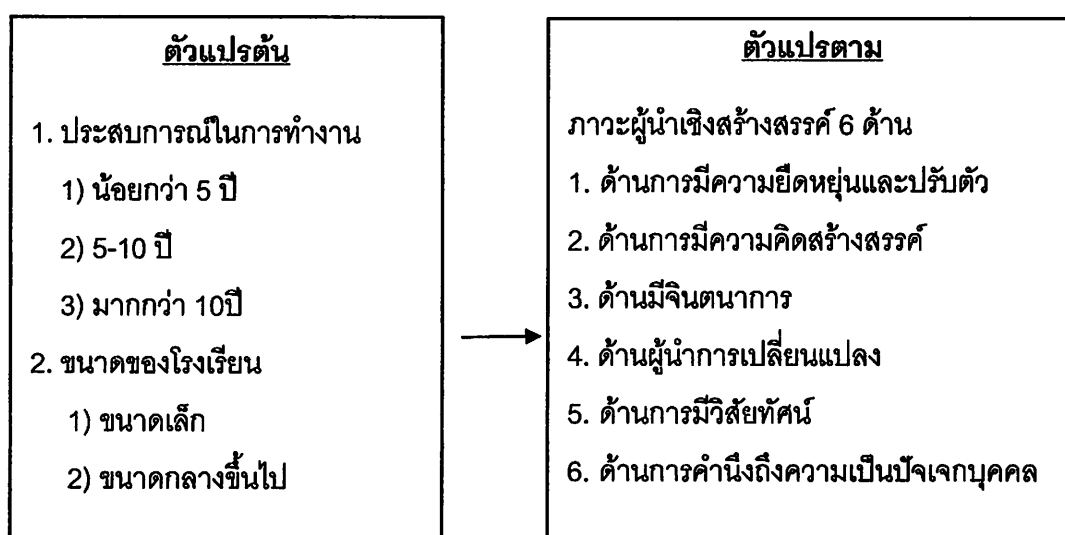 ตัวแปรต้น
1. ประสบการณ์ในการทำงาน
1) น้อยกว่า 5 ปี
2) 5-10 ปี
3) มากกว่า 10ปี
2. ขนาดของโรงเรียน
1) ขนาดเล็ก
2) ขนาดกลางขึ้นไป
ตัวแปรตาม
ภาวะผู้นำเชิงสร้างสรรค์ 6 ด้าน
1. ด้านการมีความยืดหยุ่นและปรับตัว
2. ด้านการมีความคิดสร้างสรรค์
3. ด้านมีจินตนาการ
4. ด้านผู้นำการเปลี่ยนแปลง
5. ด้านการมีวิสัยทัศน์
6. ด้านการคำนึงถึงความเป็นปัจเจกบุคคล